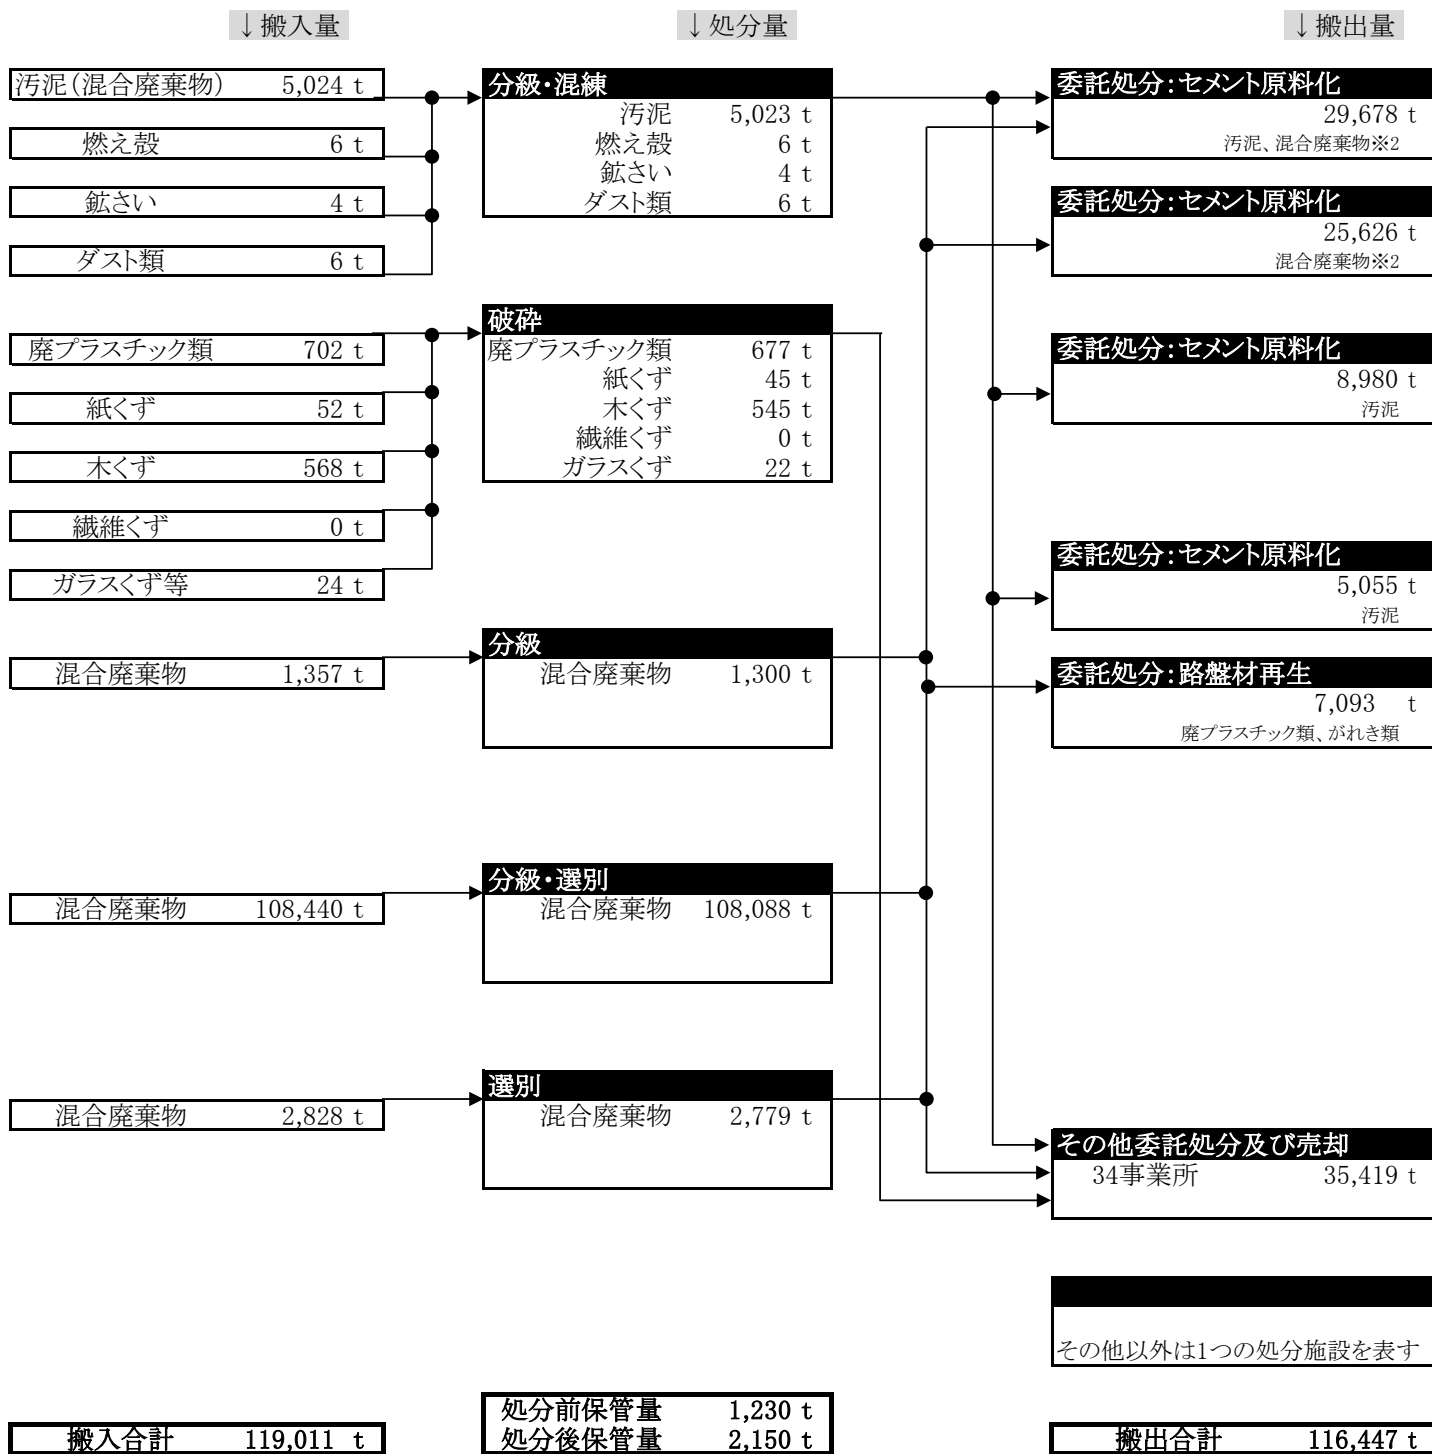 ↓搬入量
↓処分量
↓搬出量
汚泥(混合廃棄物) 5,024 t
燃え殻 6 t
鉱さい 4 t
ダスト類 6 t
廃プラスチック類 702 t
紙くず 52 t
木くず 568 t
繊維くず 0 t
ガラスくず等 24 t
混合廃棄物 1,357 t
混合廃棄物 108,440 t
混合廃棄物 2,828 t
搬入合計 119,011 t
分級・混練
汚泥 5,023 t
燃え殻 6 t
鉱さい 4 t
ダスト類 6 t
破砕
廃プラスチック類 677 t
紙くず 45 t
木くず 545 t
繊維くず 0 t
ガラスくず 22 t
分級
混合廃棄物 1,300 t
分級・選別
混合廃棄物 108,088 t
選別
混合廃棄物 2,779 t
処分前保管量 1,230 t
処分後保管量 2,150 t
委託処分:セメント原料化
29,678 t
汚泥、混合廃棄物※2
委託処分:セメント原料化
25,626 t
混合廃棄物※2
委託処分:セメント原料化
8,980 t
汚泥
委託処分:セメント原料化
5,055 t
汚泥
委託処分:路盤材再生
7,093 t
廃プラスチック類、がれき類
その他委託処分及び売却
34事業所 35,419 t
その他以外は1つの処分施設を表す
搬出合計 116,447 t